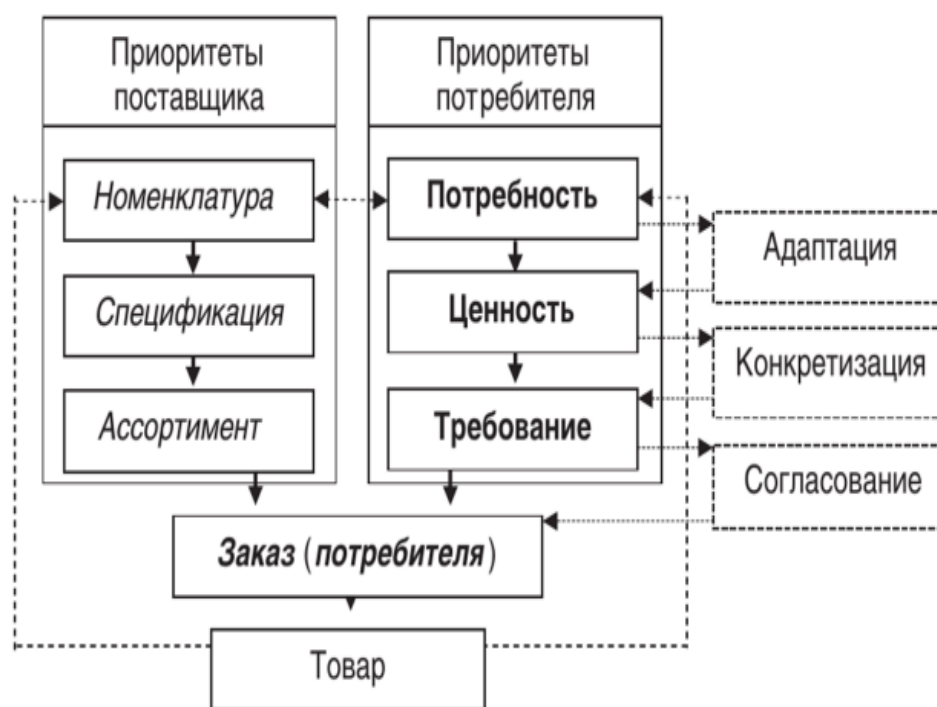 Приоритеты
поставщика
Приоритеты
потребителя
Номенклатура
Потребность
Адаптация
Спецификация
Ценность
Конкретизация
Ассортимент
Требование
Согласование
Заказ (потребителя)
Товар